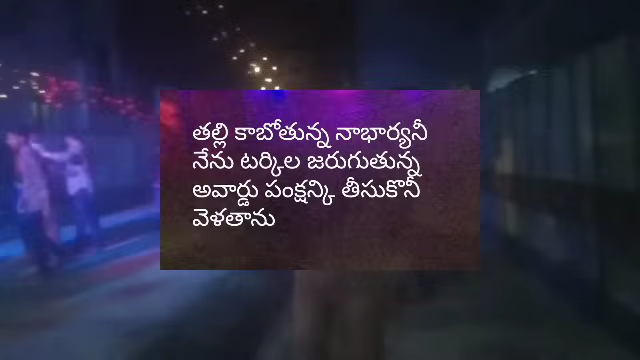 తల్లి కాబోతున్న నాభార్యనీ
నేను టర్కిల జరుగుతున్న
అవార్డు పంక్షన్కి తీసుకొనీ
వెళతాను